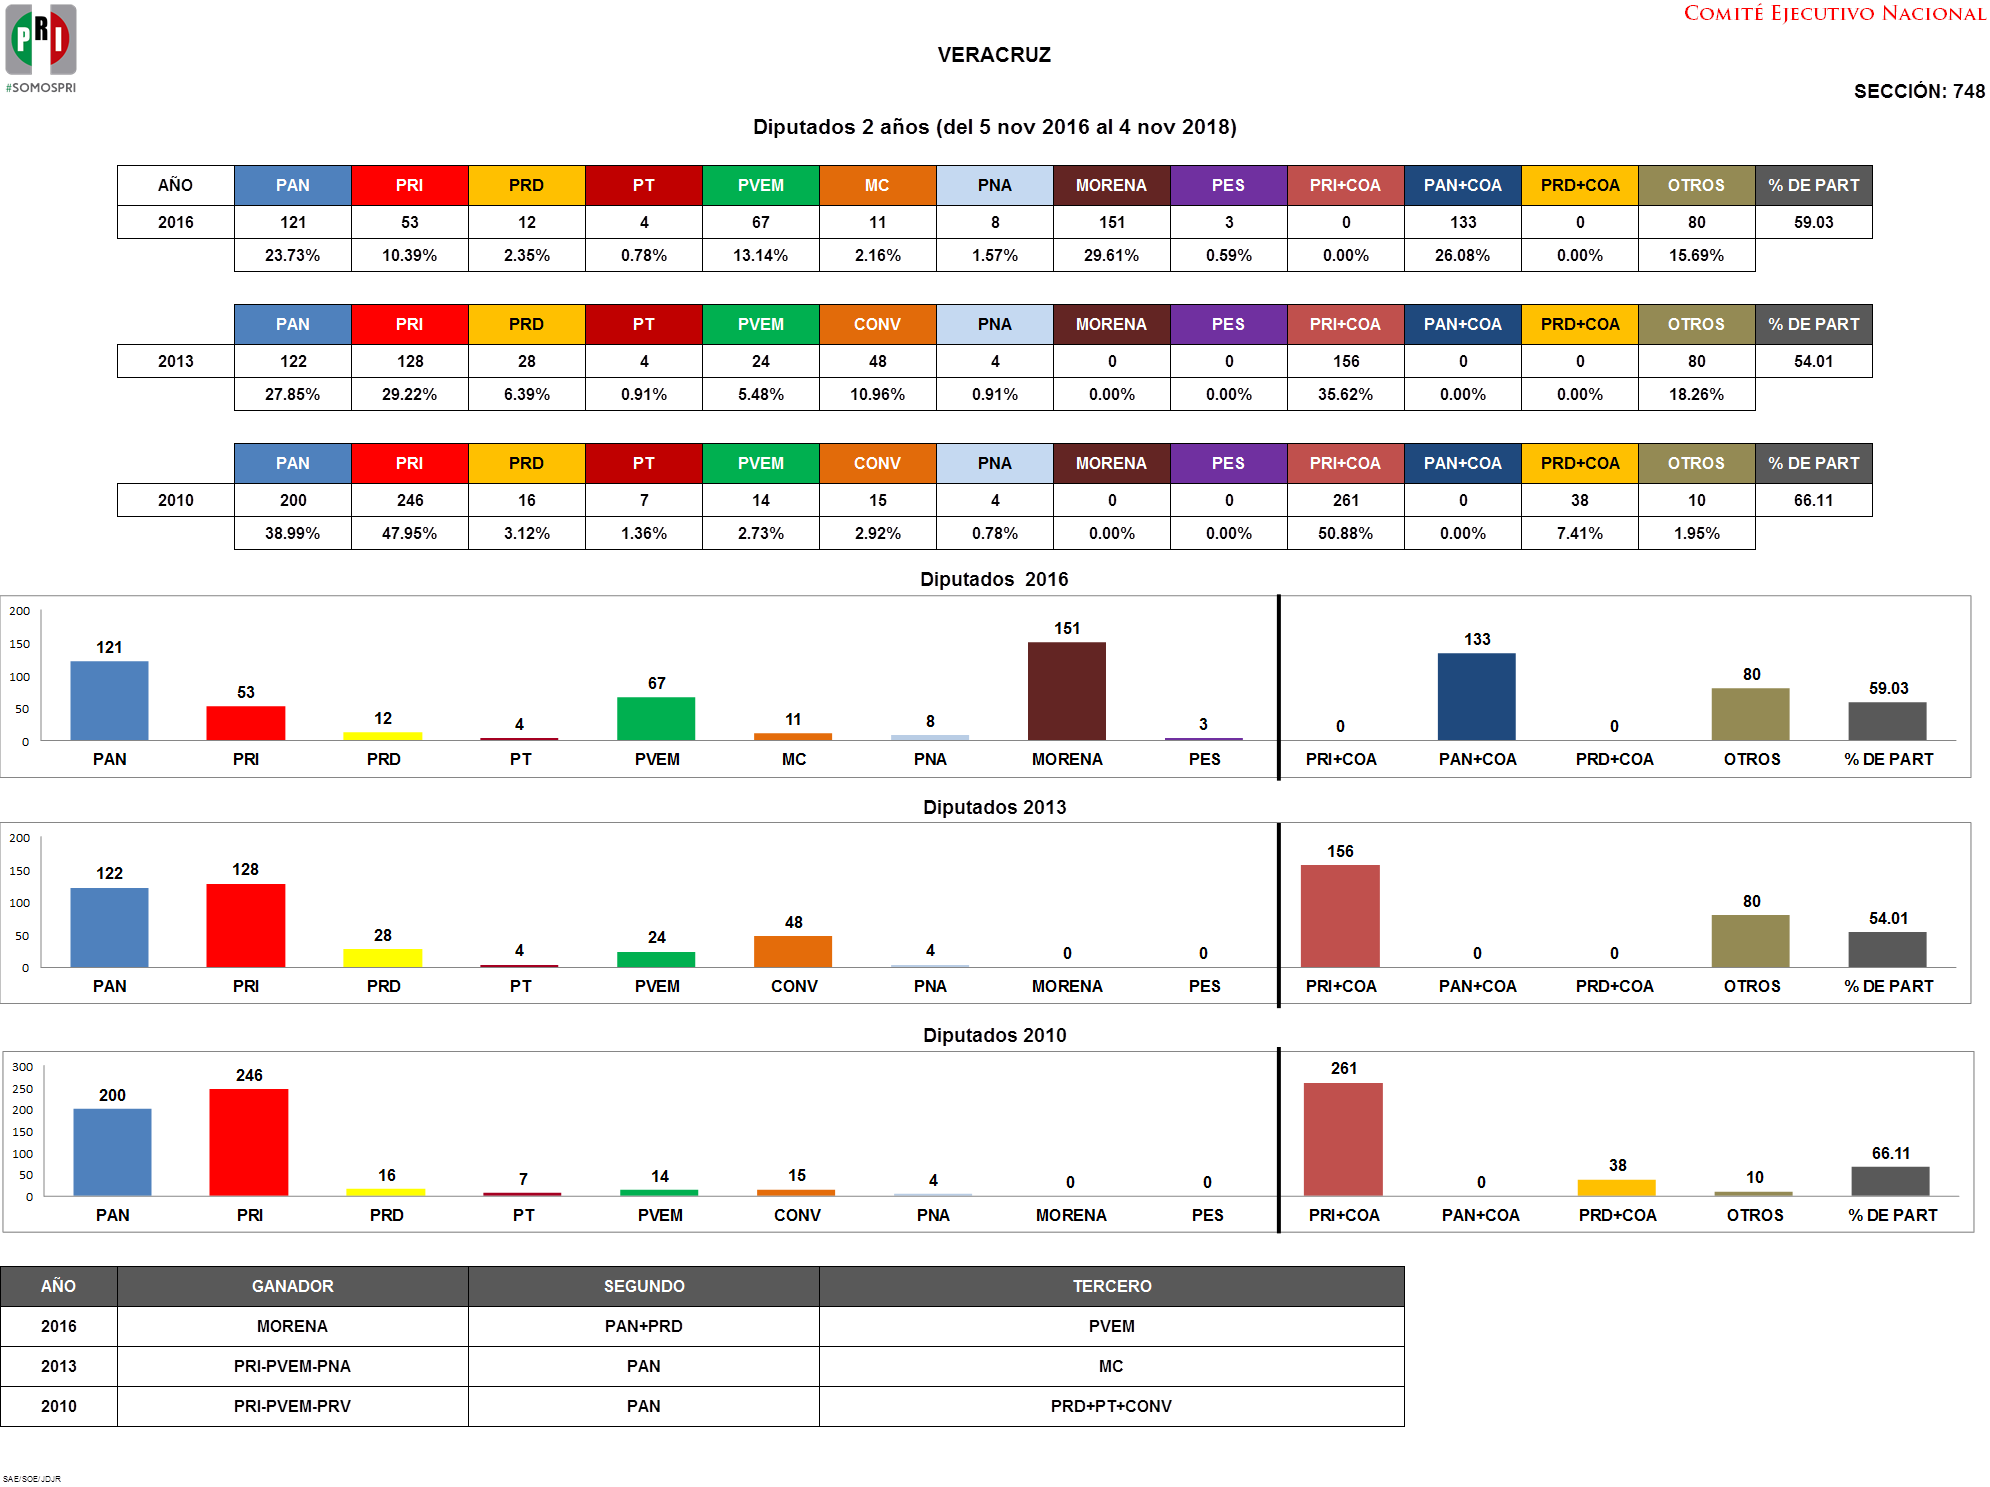 PRI
#SOMOSPRI
COMITÉ EJECUTIVO NACIONAL
VERACRUZ
SECCIÓN: 748
Diputados 2 años (del 5 nov 2016 al 4 nov 2018)
AÑO PAN PRI PRD PT PVEM MC PNA MORENA PES PRI+COA PAN+COA PRD+COA OTROS % DE PART
2016 121 53 12 4 67 11 8 151 3 0 133 0 80 59.03
23.73% 10.39% 2.35% 0.78% 13.14% 2.16% 1.57% 29.61% 0.59% 0.00% 26.08% 0.00% 15.69%
PAN PRI PRD PT PVEM CONV PNA MORENA PES PRI+COA PAN+COA PRD+COA OTROS % DE PART
2013 122 128 28 4 24 48 4 0 0 156 0 0 80 54.01
27.85% 29.22% 6.39% 0.91% 5.48% 10.96% 0.91% 0.00% 0.00% 35.62% 0.00% 0.00% 18.26%
PAN PRI PRD PT PVEM CONV PNA MORENA PES PRI+COA PAN+COA PRD+COA OTROS % DE PART
2010 200 246 16 7 14 15 4 0 0 261 0 38 10 66.11
38.99% 47.95% 3.12% 1.36% 2.73% 2.92% 0.78% 0.00% 0.00% 50.88% 0.00% 7.41% 1.95%
Diputados 2016
200
150
100
50
0
121 53 12 4 67 11 8 151 3 0 133 0 80 59.03
PAN PRI PRD PT PVEM MC PNA MORENA PES PRI+COA PAN+COA PRD+COA OTROS % DE PART
Diputados 2013
200
150
100
50
0
122 128 28 4 24 48 4 0 0 156 0 0 80 54.01
PAN PRI PRD PT PVEM CONV PNA MORENA PES PRI+COA PAN+COA PRD+COA OTROS % DE PART
Diputados 2010
300
250
200
150
100
50
0
200 246 16 7 14 15 4 0 0 261 0 38 10 66.11
PAN PRI PRD PT PVEM CONV PNA MORENA PES PRI+COA PAN+COA PRD+COA OTROS % DE PART
AÑO GANADOR SEGUNDO TERCERO
2016 MORENA PAN+PRD PVEM
2013 PRI-PVEM-PNA PAN MC
2010 PRI-PVEM-PRV PAN PRD+PT+CONV
SAE/SOE/JDJR